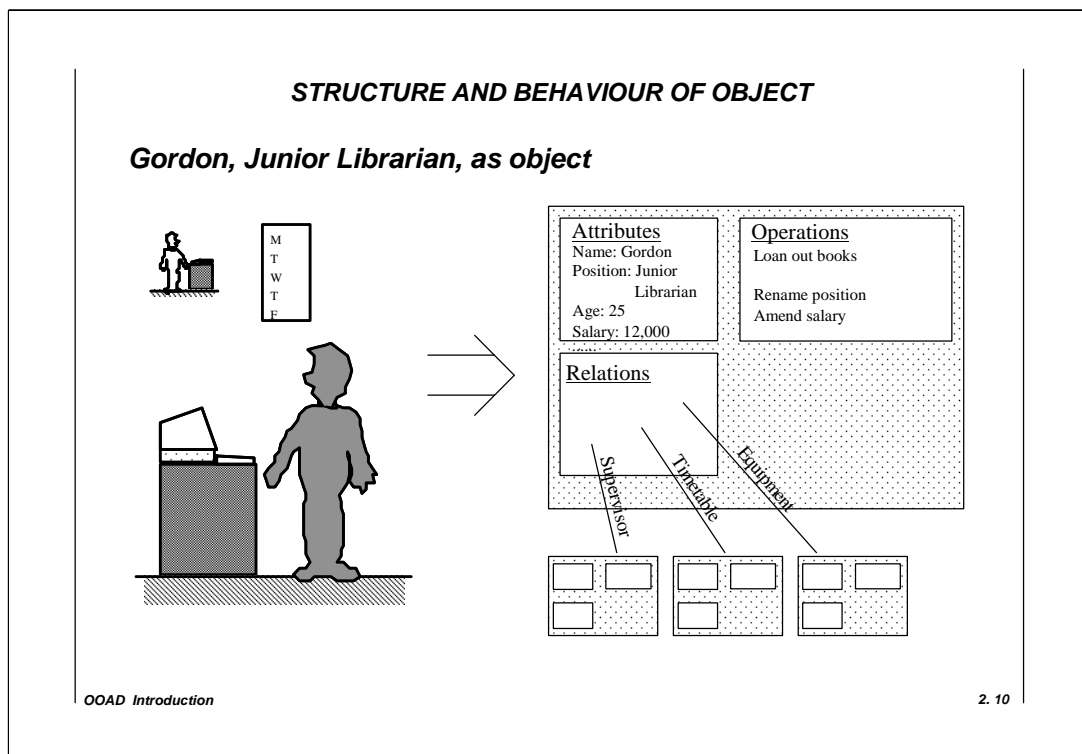 STRUCTURE AND BEHAVIOUR OF OBJECT
Gordon, Junior Librarian, as object
M
T
W
T
F
Attributes
Name: Gordon
Position: Junior
Librarian
Age: 25
Salary: 12,000
......
Operations
Loan out books
Rename position
Amend salary
Relations
Supervisor
Timetable
Equipment
OOAD Introduction
2. 10